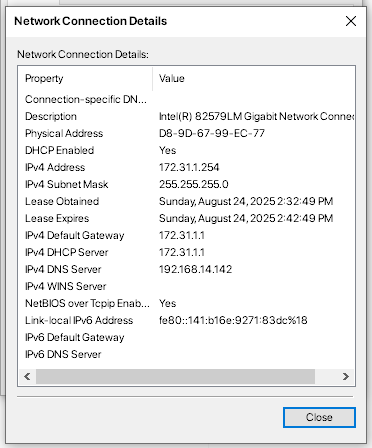 Network Connection Details
Network Connection Details:
Property Value
Connection-specific DN...
Description Intel(R) 82579LM Gigabit Network Connec
Physical Address D8-9D-67-99-EC-77
DHCP Enabled Yes
IPv4 Address 172.31.1.254
IPv4 Subnet Mask 255.255.255.0
Lease Obtained Sunday, August 24, 2025 2:32:49 PM
Lease Expires Sunday, August 24, 2025 2:42:49 PM
IPv4 Default Gateway 172.31.1.1
IPv4 DHCP Server 172.31.1.1
IPv4 DNS Server 192.168.14.142
IPv4 WINS Server
NetBIOS over Tcpip Enab... Yes
Link-local IPv6 Address fe80::141:b16e:9271:83dc%18
IPv6 Default Gateway
IPv6 DNS Server
Close